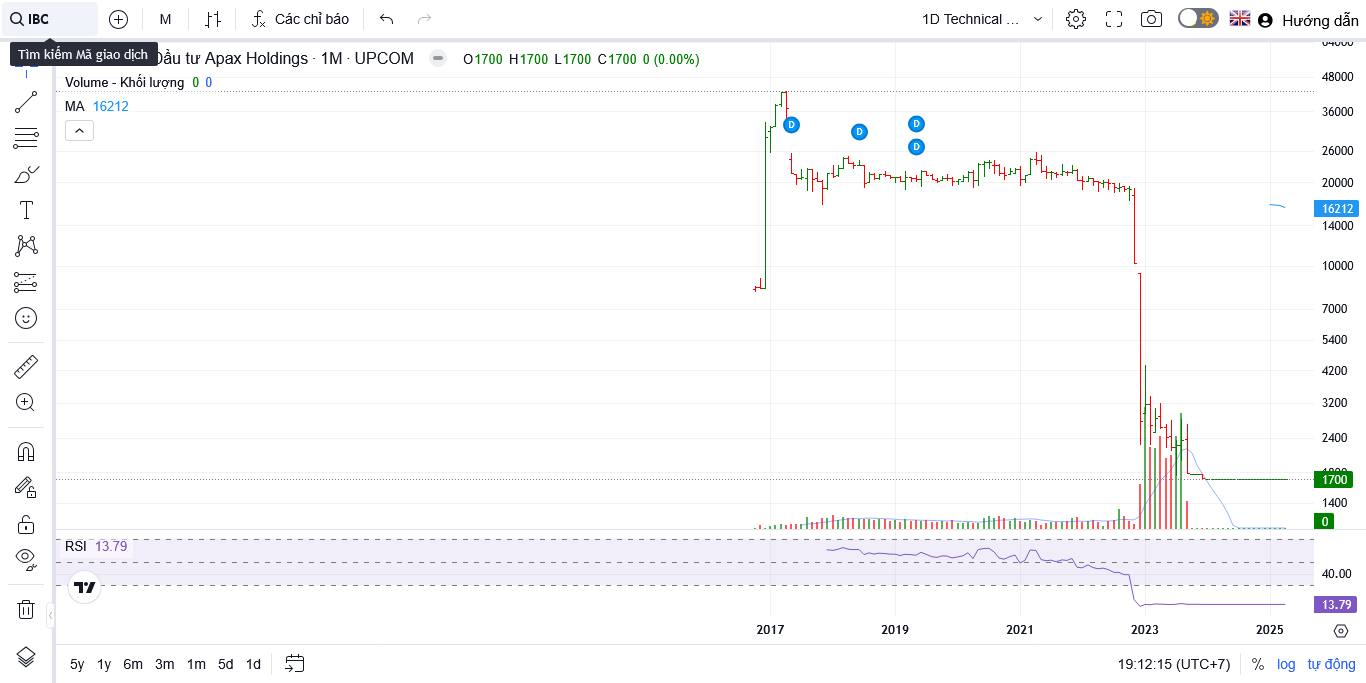 IBC
M
Các chỉ báo
1D Technical ...
Hướng dẫn
Tìm kiếm Mã giao dịch
Đầu tư Apax Holdings · 1M · UPCOM
O1700 H1700 L1700 C1700 0 (0.00%)
Volume - Khối lượng 0 0
MA 16212
D
D
D
D
64000
48000
36000
26000
20000
16212
14000
10000
7000
5400
4200
3200
2400
1800
1700
1400
0
RSI 13.79
40.00
13.79
2017 2019 2021 2023 2025
5y 1y 6m 3m 1m 5d 1d
19:12:15 (UTC+7) % log tự động